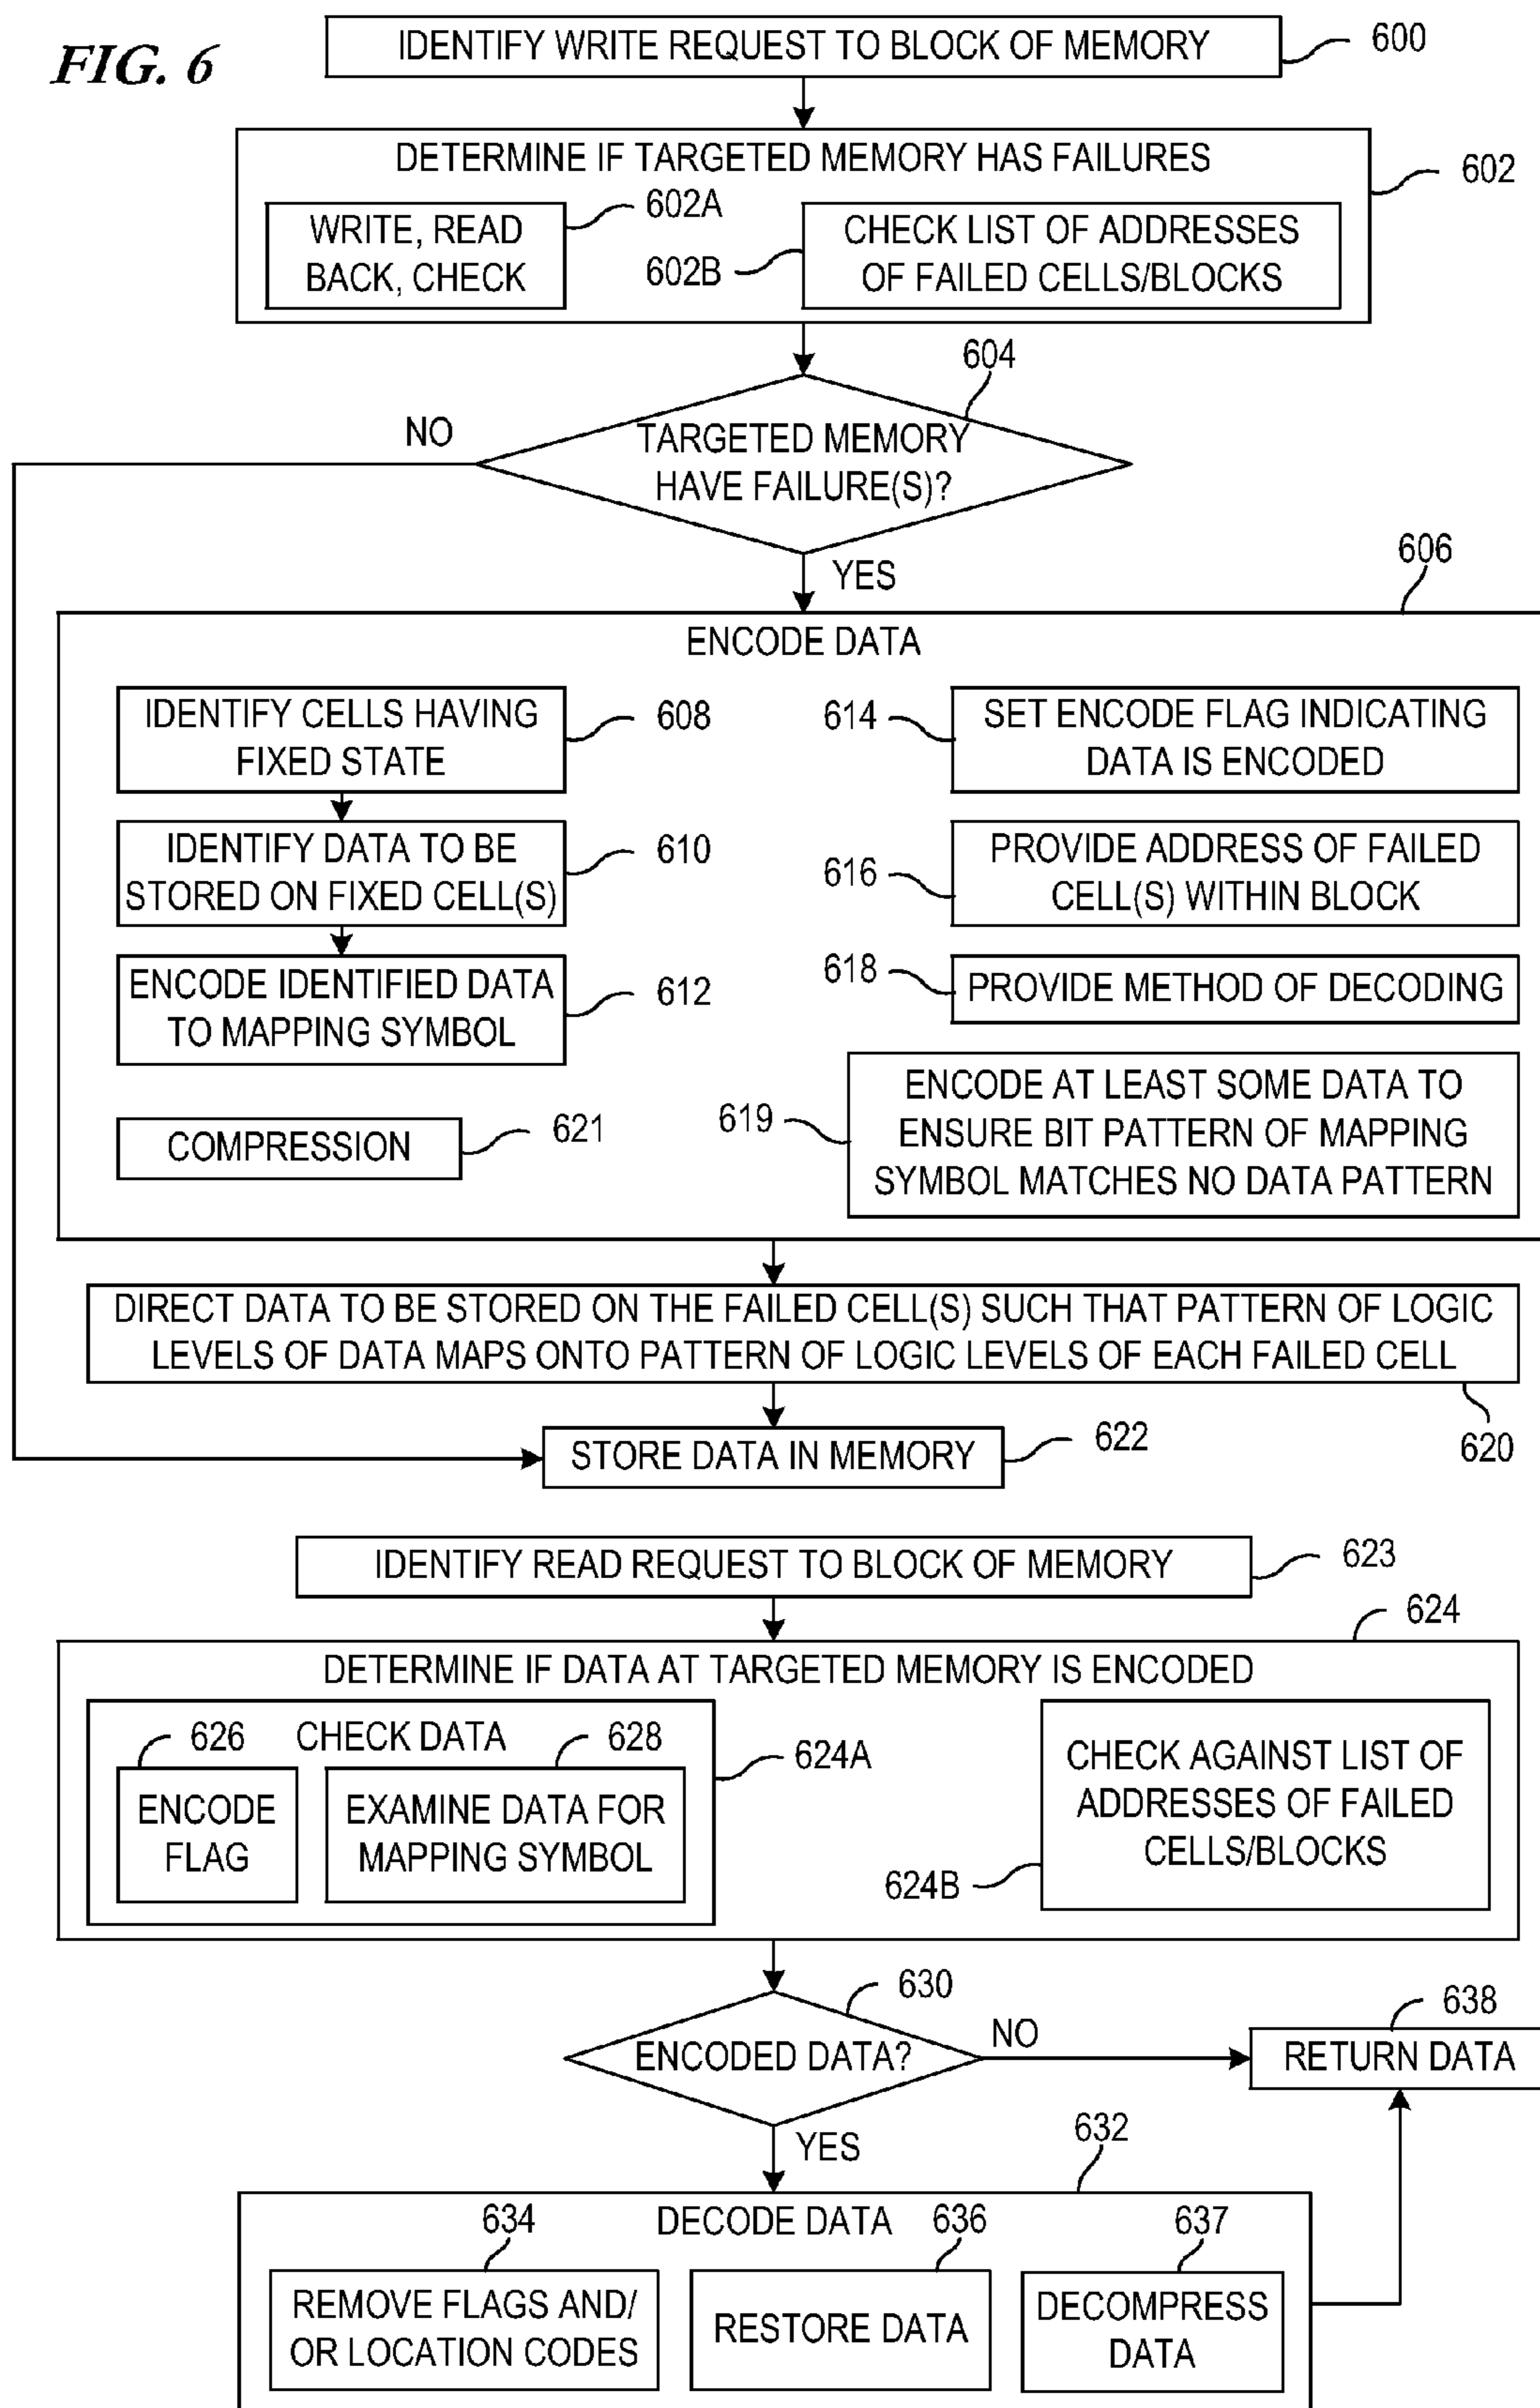 FIG. 6
IDENTIFY WRITE REQUEST TO BLOCK OF MEMORY
600
DETERMINE IF TARGETED MEMORY HAS FAILURES
602
WRITE, READ
BACK, CHECK
602A
602B
CHECK LIST OF ADDRESSES
OF FAILED CELLS/BLOCKS
604
TARGETED MEMORY
HAVE FAILURE(S)?
NO
YES
606
ENCODE DATA
IDENTIFY CELLS HAVING
FIXED STATE
608
IDENTIFY DATA TO BE
STORED ON FIXED CELL(S)
610
ENCODE IDENTIFIED DATA
TO MAPPING SYMBOL
612
COMPRESSION
621
614
SET ENCODE FLAG INDICATING
DATA IS ENCODED
616
PROVIDE ADDRESS OF FAILED
CELL(S) WITHIN BLOCK
618
PROVIDE METHOD OF DECODING
619
ENCODE AT LEAST SOME DATA TO
ENSURE BIT PATTERN OF MAPPING
SYMBOL MATCHES NO DATA PATTERN
DIRECT DATA TO BE STORED ON THE FAILED CELL(S) SUCH THAT PATTERN OF LOGIC
LEVELS OF DATA MAPS ONTO PATTERN OF LOGIC LEVELS OF EACH FAILED CELL
620
STORE DATA IN MEMORY
622
IDENTIFY READ REQUEST TO BLOCK OF MEMORY
623
624
DETERMINE IF DATA AT TARGETED MEMORY IS ENCODED
626
CHECK DATA
628
624A
ENCODE
FLAG
EXAMINE DATA FOR
MAPPING SYMBOL
624B
CHECK AGAINST LIST OF
ADDRESSES OF FAILED
CELLS/BLOCKS
630
ENCODED DATA?
NO
YES
638
RETURN DATA
632
DECODE DATA
634
REMOVE FLAGS AND/
OR LOCATION CODES
636
RESTORE DATA
637
DECOMPRESS
DATA